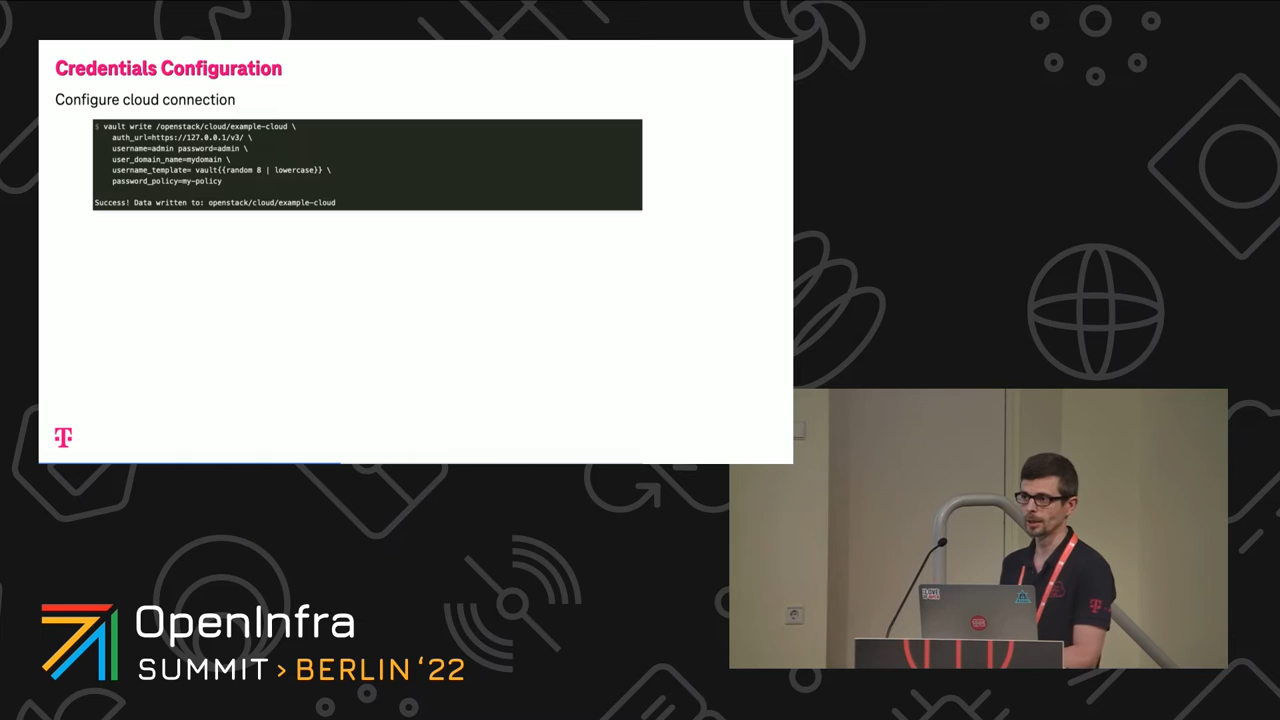 Credentials Configuration
Configure cloud connection
$ vault write /openstack/cloud/example-cloud \
auth_url=https://127.0.0.1/v3/ \
username=admin password=admin \
user_domain_name=mydomain \
username_template= vault{{random 8 | lowercase}} \
password_policy=my-policy
Success! Data written to: openstack/cloud/example-cloud
T
OpenInfra
SUMMIT > BERLIN ‘22
T